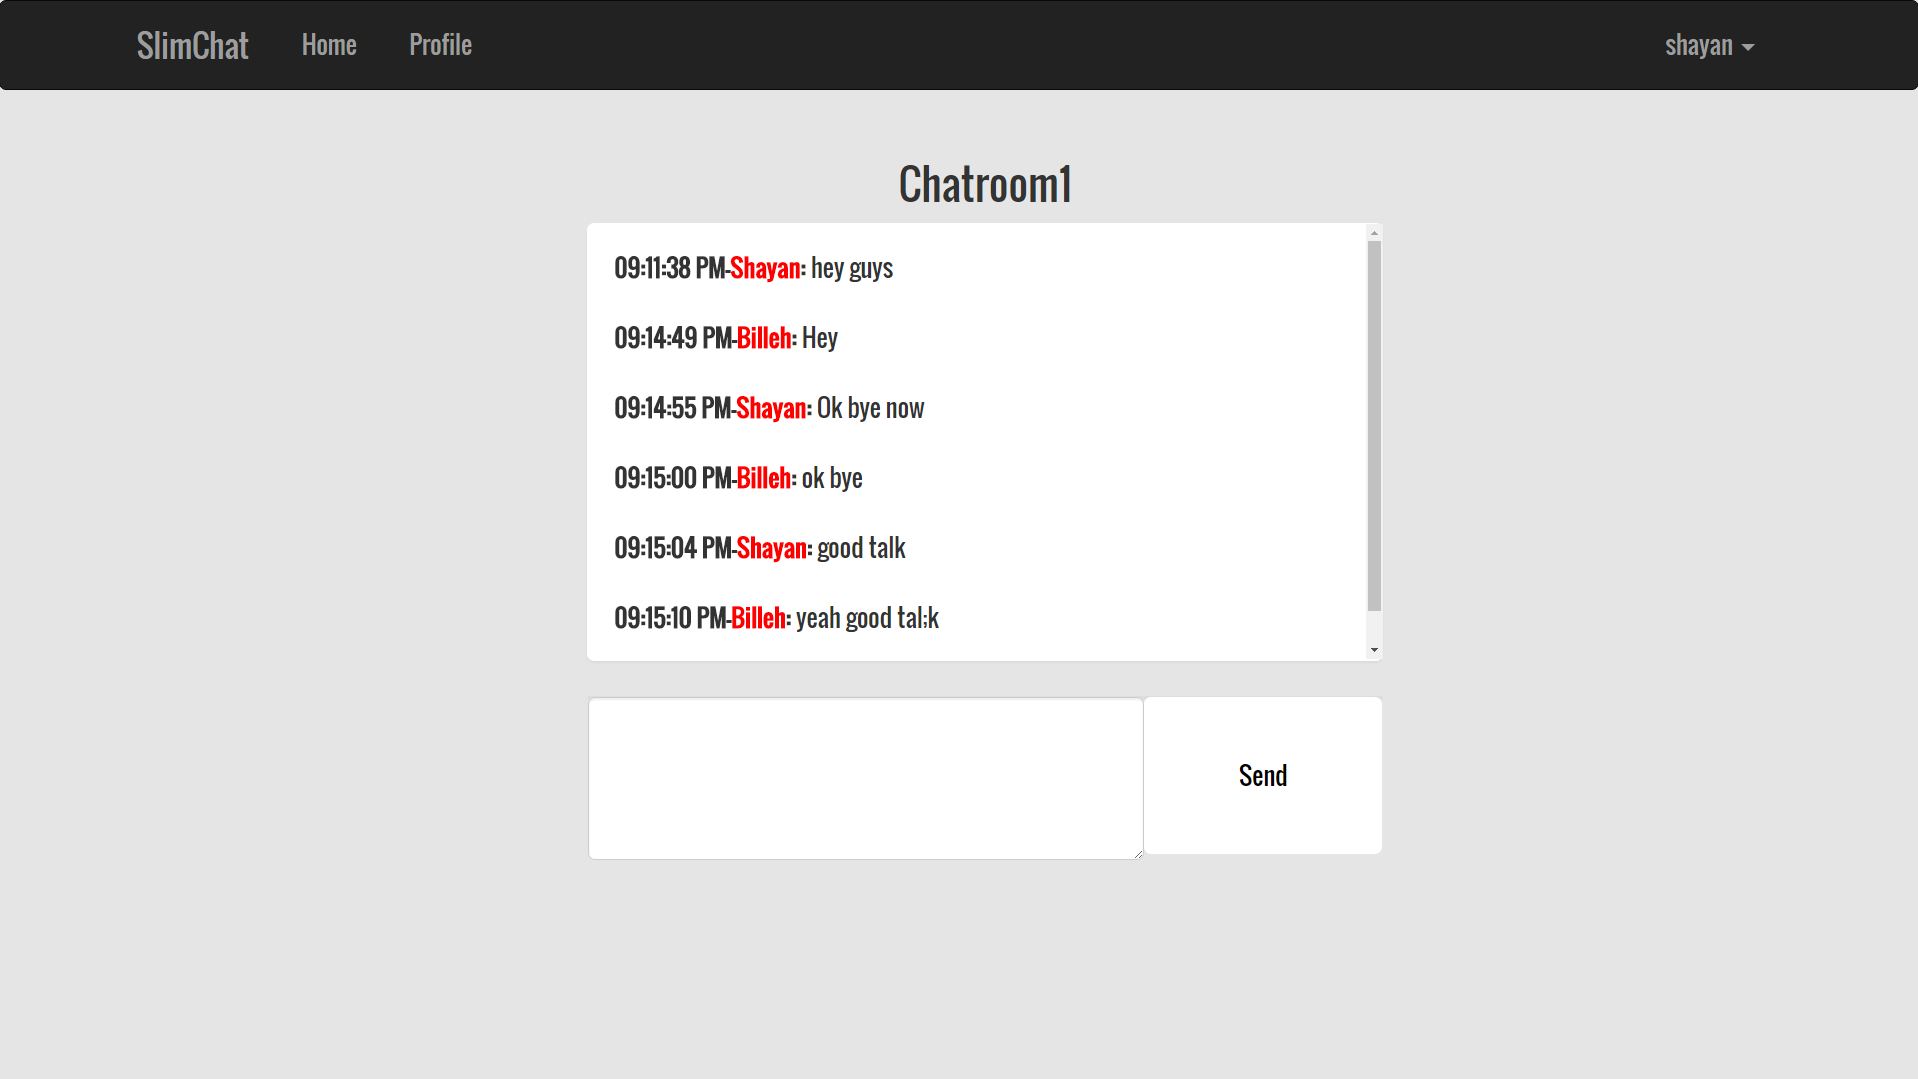 SlimChat Home Profile shayan
Chatroom1
09:11:38 PM-Shayan: hey guys
09:14:49 PM-Billeh: Hey
09:14:55 PM-Shayan: Ok bye now
09:15:00 PM-Billeh: ok bye
09:15:04 PM-Shayan: good talk
09:15:10 PM-Billeh: yeah good tal;k
Send